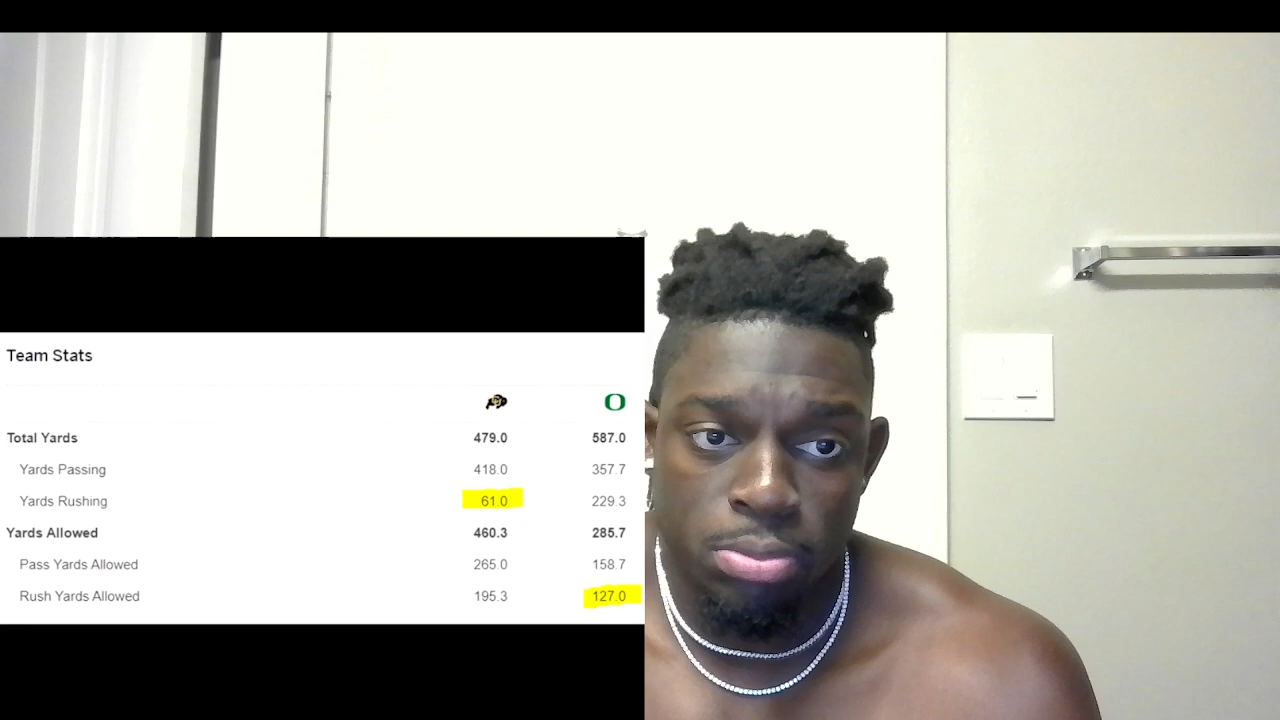 Team Stats
O
Total Yards 479.0 587.0
Yards Passing 418.0 357.7
Yards Rushing 61.0 229.3
Yards Allowed 460.3 285.7
Pass Yards Allowed 265.0 158.7
Rush Yards Allowed 195.3 127.0